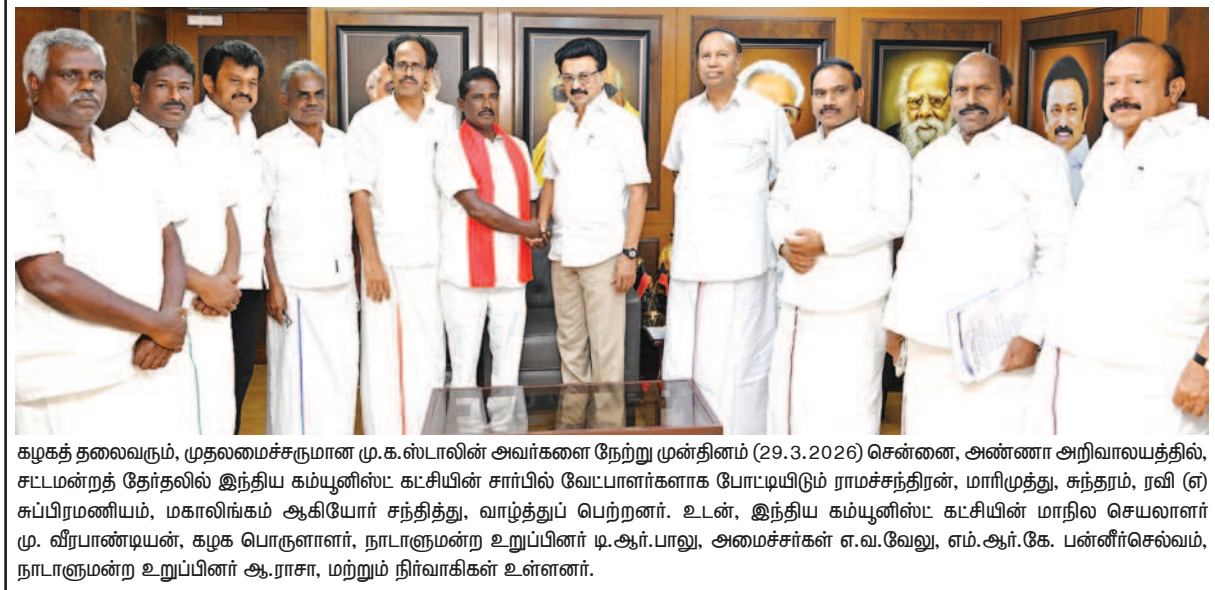 கழகத் தலைவரும், முதலமைச்சருமான மு.க.ஸ்டாலின் அவர்களை நேற்று முன்தினம் (29.3.2026) சென்னை, அண்ணா அறிவாலயத்தில்,
சட்டமன்றத் தேர்தலில் இந்திய கம்யூனிஸ்ட் கட்சியின் சார்பில் வேட்பாளர்களாக போட்டியிடும் ராமச்சந்திரன், மாரிமுத்து, சுந்தரம், ரவி (எ)
சுப்பிரமணியம், மகாலிங்கம் ஆகியோர் சந்தித்து, வாழ்த்துப் பெற்றனர். உடன், இந்திய கம்யூனிஸ்ட் கட்சியின் மாநில செயலாளர்
மு. வீரபாண்டியன், கழக பொருளாளர், நாடாளுமன்ற உறுப்பினர் டி.ஆர்.பாலு, அமைச்சர்கள் எ.வ.வேலு, எம்.ஆர்.கே. பன்னீர்செல்வம்,
நாடாளுமன்ற உறுப்பினர் ஆ.ராசா, மற்றும் நிர்வாகிகள் உள்ளனர்.